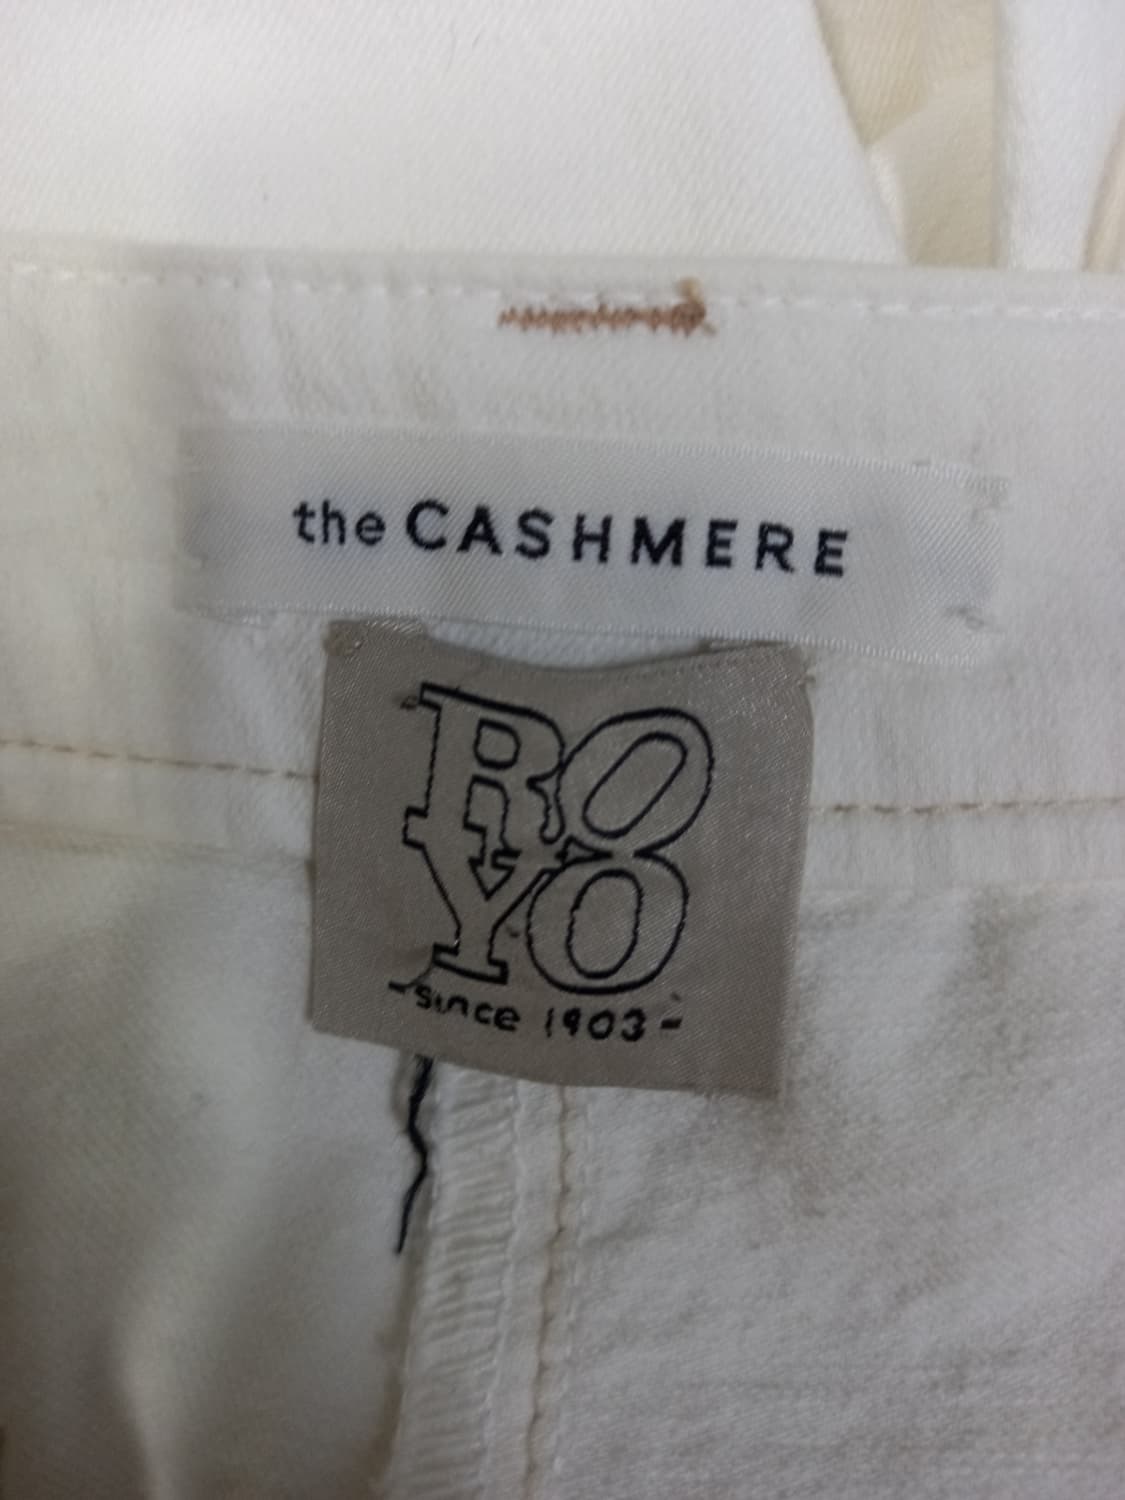 the CASHMERE
RO
YO
-since 1903-